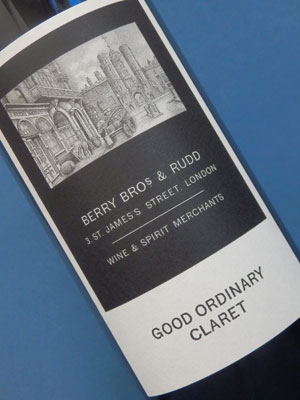 BERRY BROS & RUDD
3. ST. JAMES'S STREET. LONDON
WINE & SPIRIT MERCHANTS
GOOD ORDINARY
CLARET